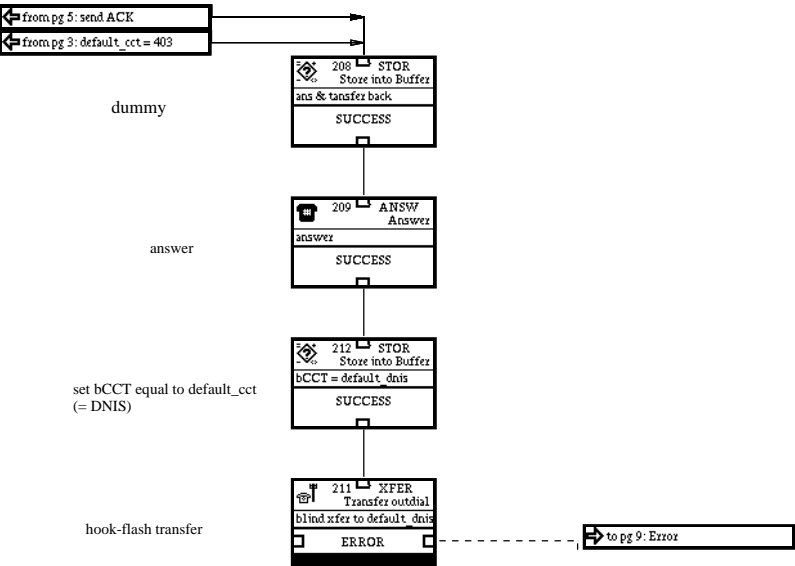 from pg 5: send ACK
from pg 3: default_cct = 403
208 STOR
Store into Buffer
ans & tansfer back
SUCCESS
dummy
209 ANSW
Answer
answer
SUCCESS
answer
212 STOR
Store into Buffer
bCCT = default_dnis
SUCCESS
set bCCT equal to default_cct
(= DNIS)
211 XFER
Transfer outdial
blind xfer to default_dnis
ERROR
hook-flash transfer
to pg 9: Error